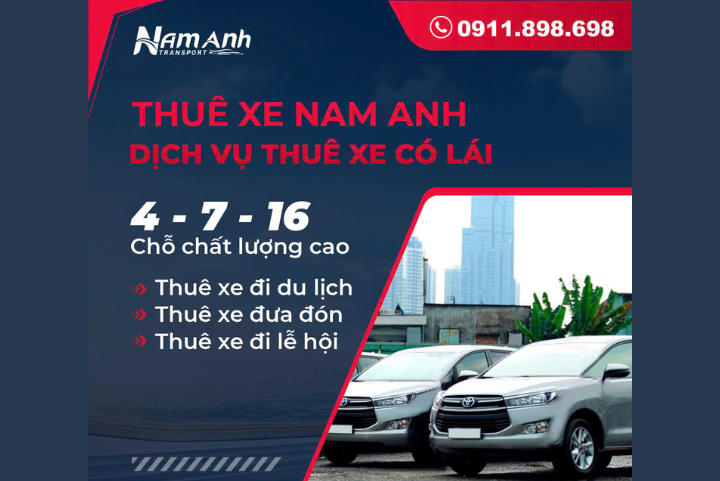 Nam Anh
TRANSPORT
0911.898.698
THUÊ XE NAM ANH
DỊCH VỤ THUÊ XE CÓ LÁI
4 - 7 - 16
Chỗ chất lượng cao
Thuê xe đi du lịch
Thuê xe đưa đón
Thuê xe đi lễ hội